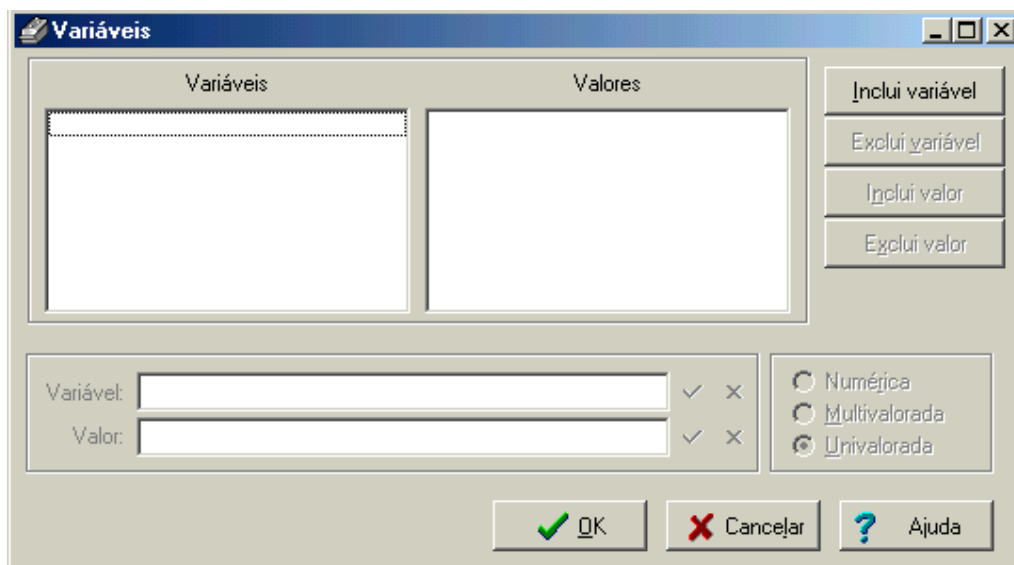 Variáveis
Variáveis
Valores
Inclui variável
Exclui variável
Inclui valor
Exclui valor
Variável:
Valor:
Numérica
Multivalorada
Univalorada
OK
Cancelar
? Ajuda